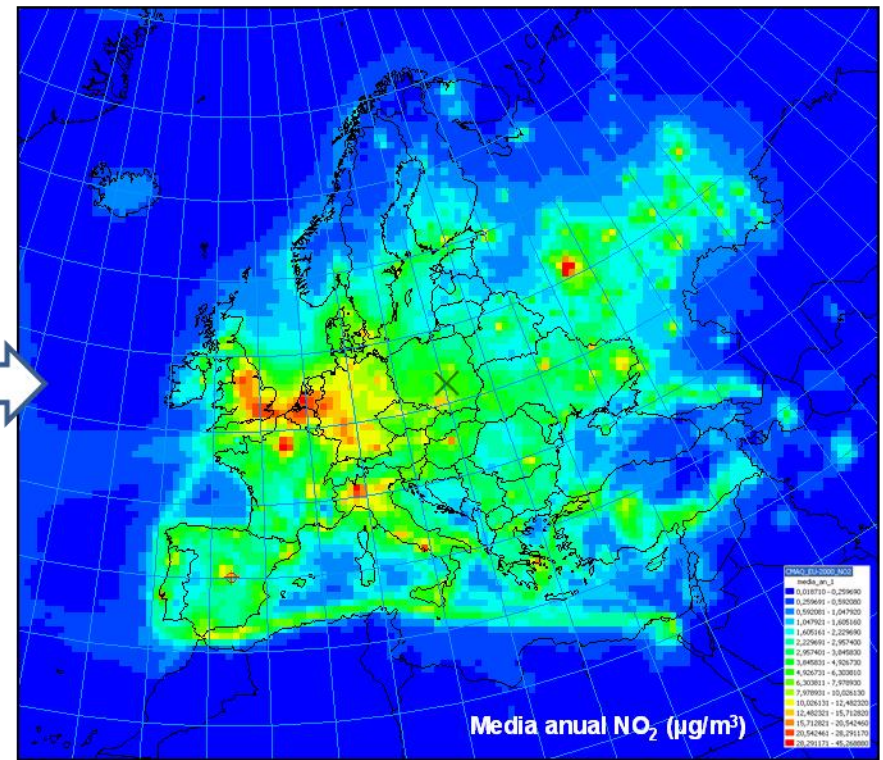 CMAQ_EU-2000_NO2
media_an_1
0,018710 - 0,259690
0,259691 - 0,592080
0,592081 - 1,047920
1,047921 - 1,605160
1,605161 - 2,229690
2,229691 - 2,957400
2,957401 - 3,845830
3,845831 - 4,926730
4,926731 - 6,303810
6,303811 - 7,978930
7,978931 - 10,026130
10,026131 - 12,482320
12,482321 - 15,712820
15,712821 - 20,542460
20,542461 - 28,291170
28,291171 - 45,268880
Media anual NO₂ (µg/m³)